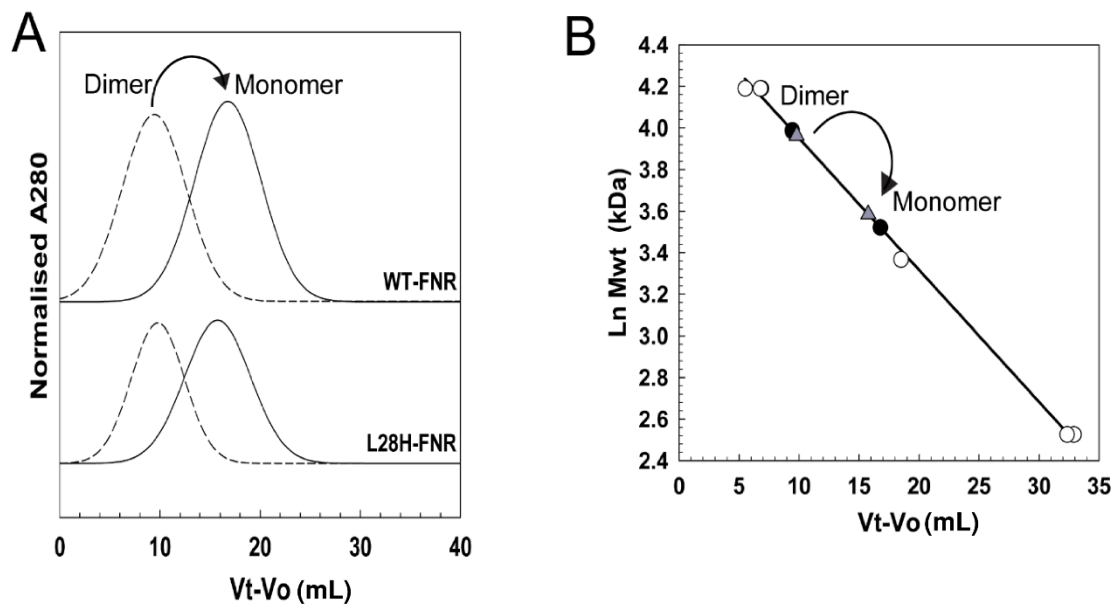 A
Dimer
Monomer
WT-FNR
L28H-FNR
Normalised A280
0 10 20 30 40
Vt-Vo (mL)
B
4.4
4.2
4.0
3.8
3.6
3.4
3.2
3.0
2.8
2.6
2.4
Ln Mwt (kDa)
Dimer
Monomer
0 5 10 15 20 25 30 35
Vt-Vo (mL)